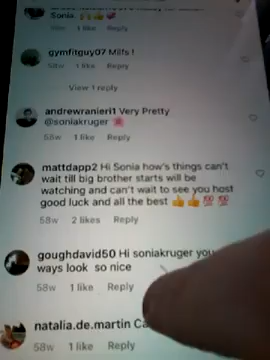 Sonia 🙌🎉💕
58w 1 like Reply
gymfitguy07 Milfs !
58w 1 like Reply
View 1 reply
andrewranieri1 Very Pretty
@soniakruger 🌸
58w 1 like Reply
mattdapp2 Hi Sonia how's things can't
wait till big brother starts will be
watching and can't wait to see you host
good luck and all the best 👍👍💯💯
58w 2 likes Reply
goughdavid50 Hi soniakruger you
ways look so nice
36w 1 like Reply
natalia.de.martin
58w 1 like Reply